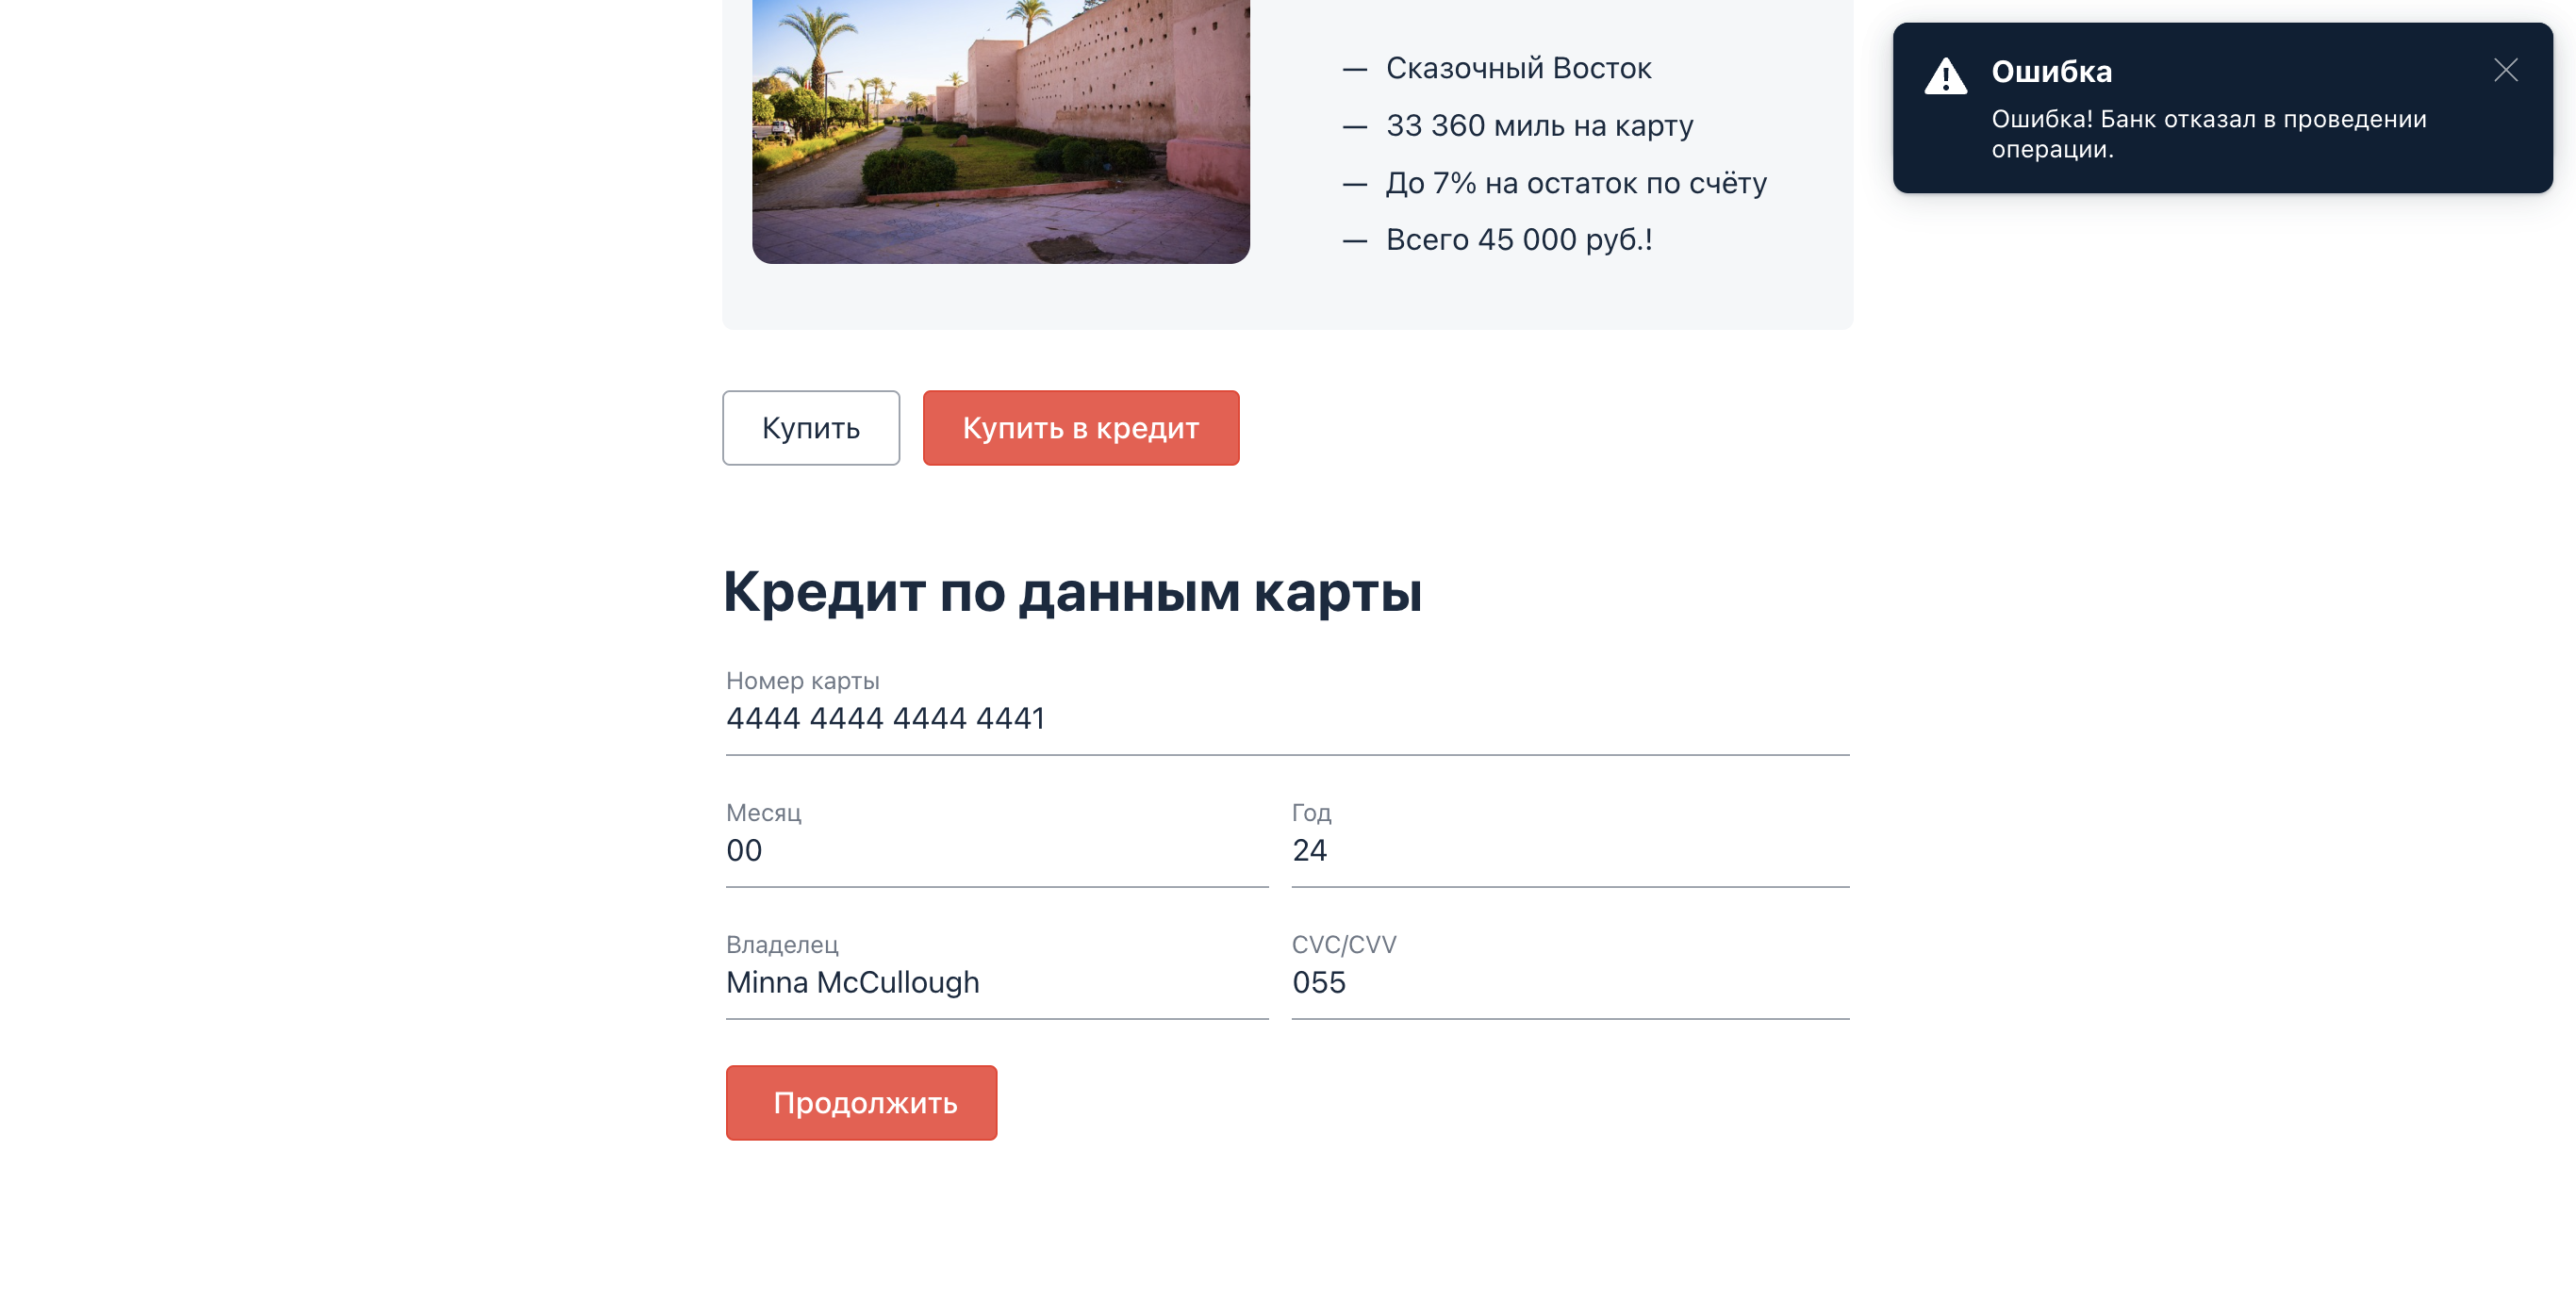 — Сказочный Восток
— 33 360 миль на карту
— До 7% на остаток по счёту
— Всего 45 000 руб.!
Ошибка
Ошибка! Банк отказал в проведении
операции.
Купить
Купить в кредит
Кредит по данным карты
Номер карты
4444 4444 4444 4441
Месяц
00
Год
24
Владелец
Minna McCullough
CVC/CVV
055
Продолжить